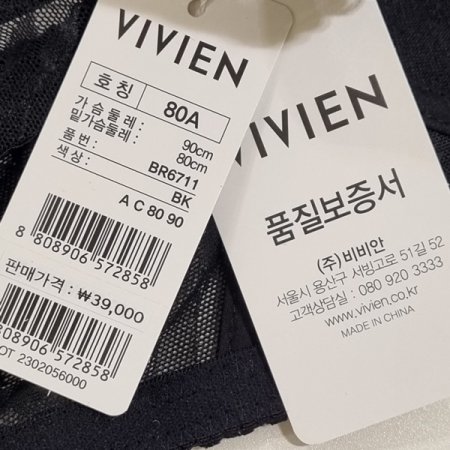 VIVIEN
호칭 80A
가슴둘레 : 90cm
밑가슴둘레 : 80cm
품번 : BR6711
색상 : BK
A C 80 90
8 808906 572858
판매가격 : ₩39,000
8 808906 572858
OT 2302056000
VIVIEN
품질보증서
(주)비비안
서울시 용산구 서빙고로 51길 52
고객상담실 : 080 920 3333
www.vivien.co.kr
MADE IN CHINA